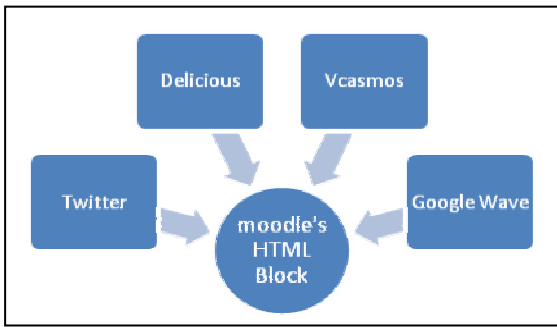 Delicious
Vcasmos
Twitter
Google Wave
moodle's
HTML
Block